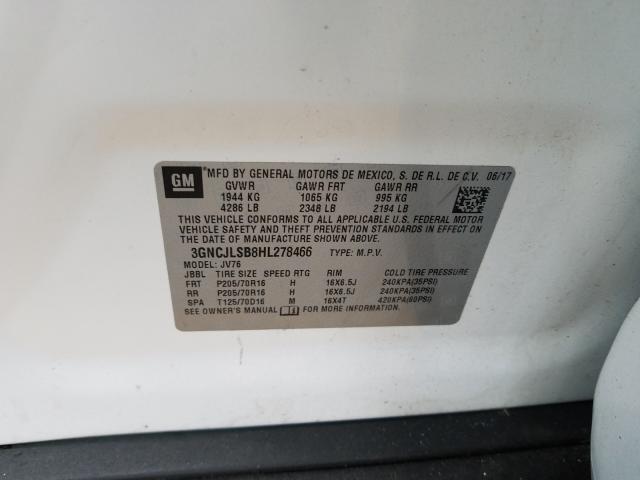 GM
MFD BY GENERAL MOTORS DE MEXICO, S. DE R.L. DE C.V. 06/17
GVWR GAWR FRT GAWR RR
1944 KG 1065 KG 995 KG
4286 LB 2348 LB 2194 LB
THIS VEHICLE CONFORMS TO ALL APPLICABLE U.S. FEDERAL MOTOR
VEHICLE SAFETY AND THEFT PREVENTION STANDARDS IN EFFECT
ON THE DATE OF MANUFACTURE SHOWN ABOVE.
3GNCJLSB8HL278466 TYPE: M.P.V.
MODEL: JV76
JBBL TIRE SIZE SPEED RTG RIM COLD TIRE PRESSURE
FRT P205/70R16 H 16X6.5J 240KPA(35PSI)
RR P205/70R16 H 16X6.5J 240KPA(35PSI)
SPA T125/70D16 M 16X4T 420KPA(60PSI)
SEE OWNER'S MANUAL FOR MORE INFORMATION.